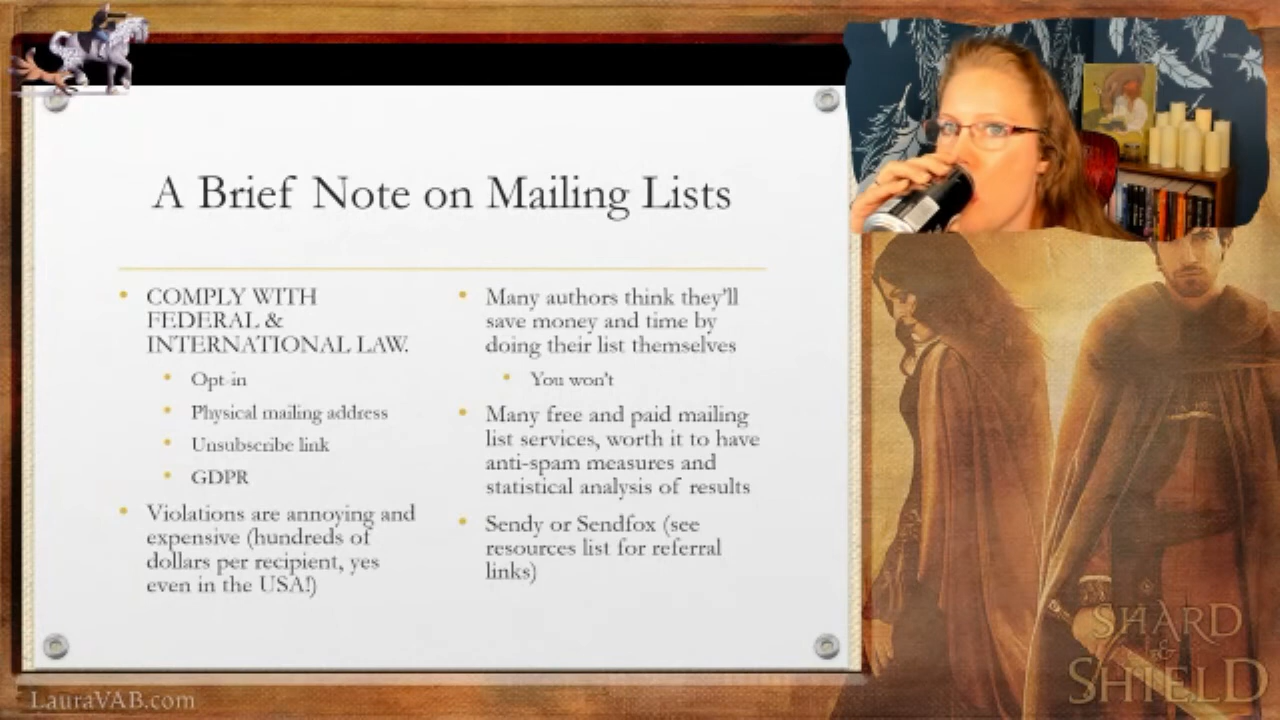 A Brief Note on Mailing Lists
COMPLY WITH
FEDERAL &
INTERNATIONAL LAW.
Opt-in
Physical mailing address
Unsubscribe link
GDPR
Violations are annoying and
expensive (hundreds of
dollars per recipient, yes
even in the USA!)
Many authors think they'll
save money and time by
doing their list themselves
You won't
Many free and paid mailing
list services, worth it to have
anti-spam measures and
statistical analysis of results
Sendy or Sendfox (see
resources list for referral
links)
SHARD
&
SHIELD
LauraVAB.com